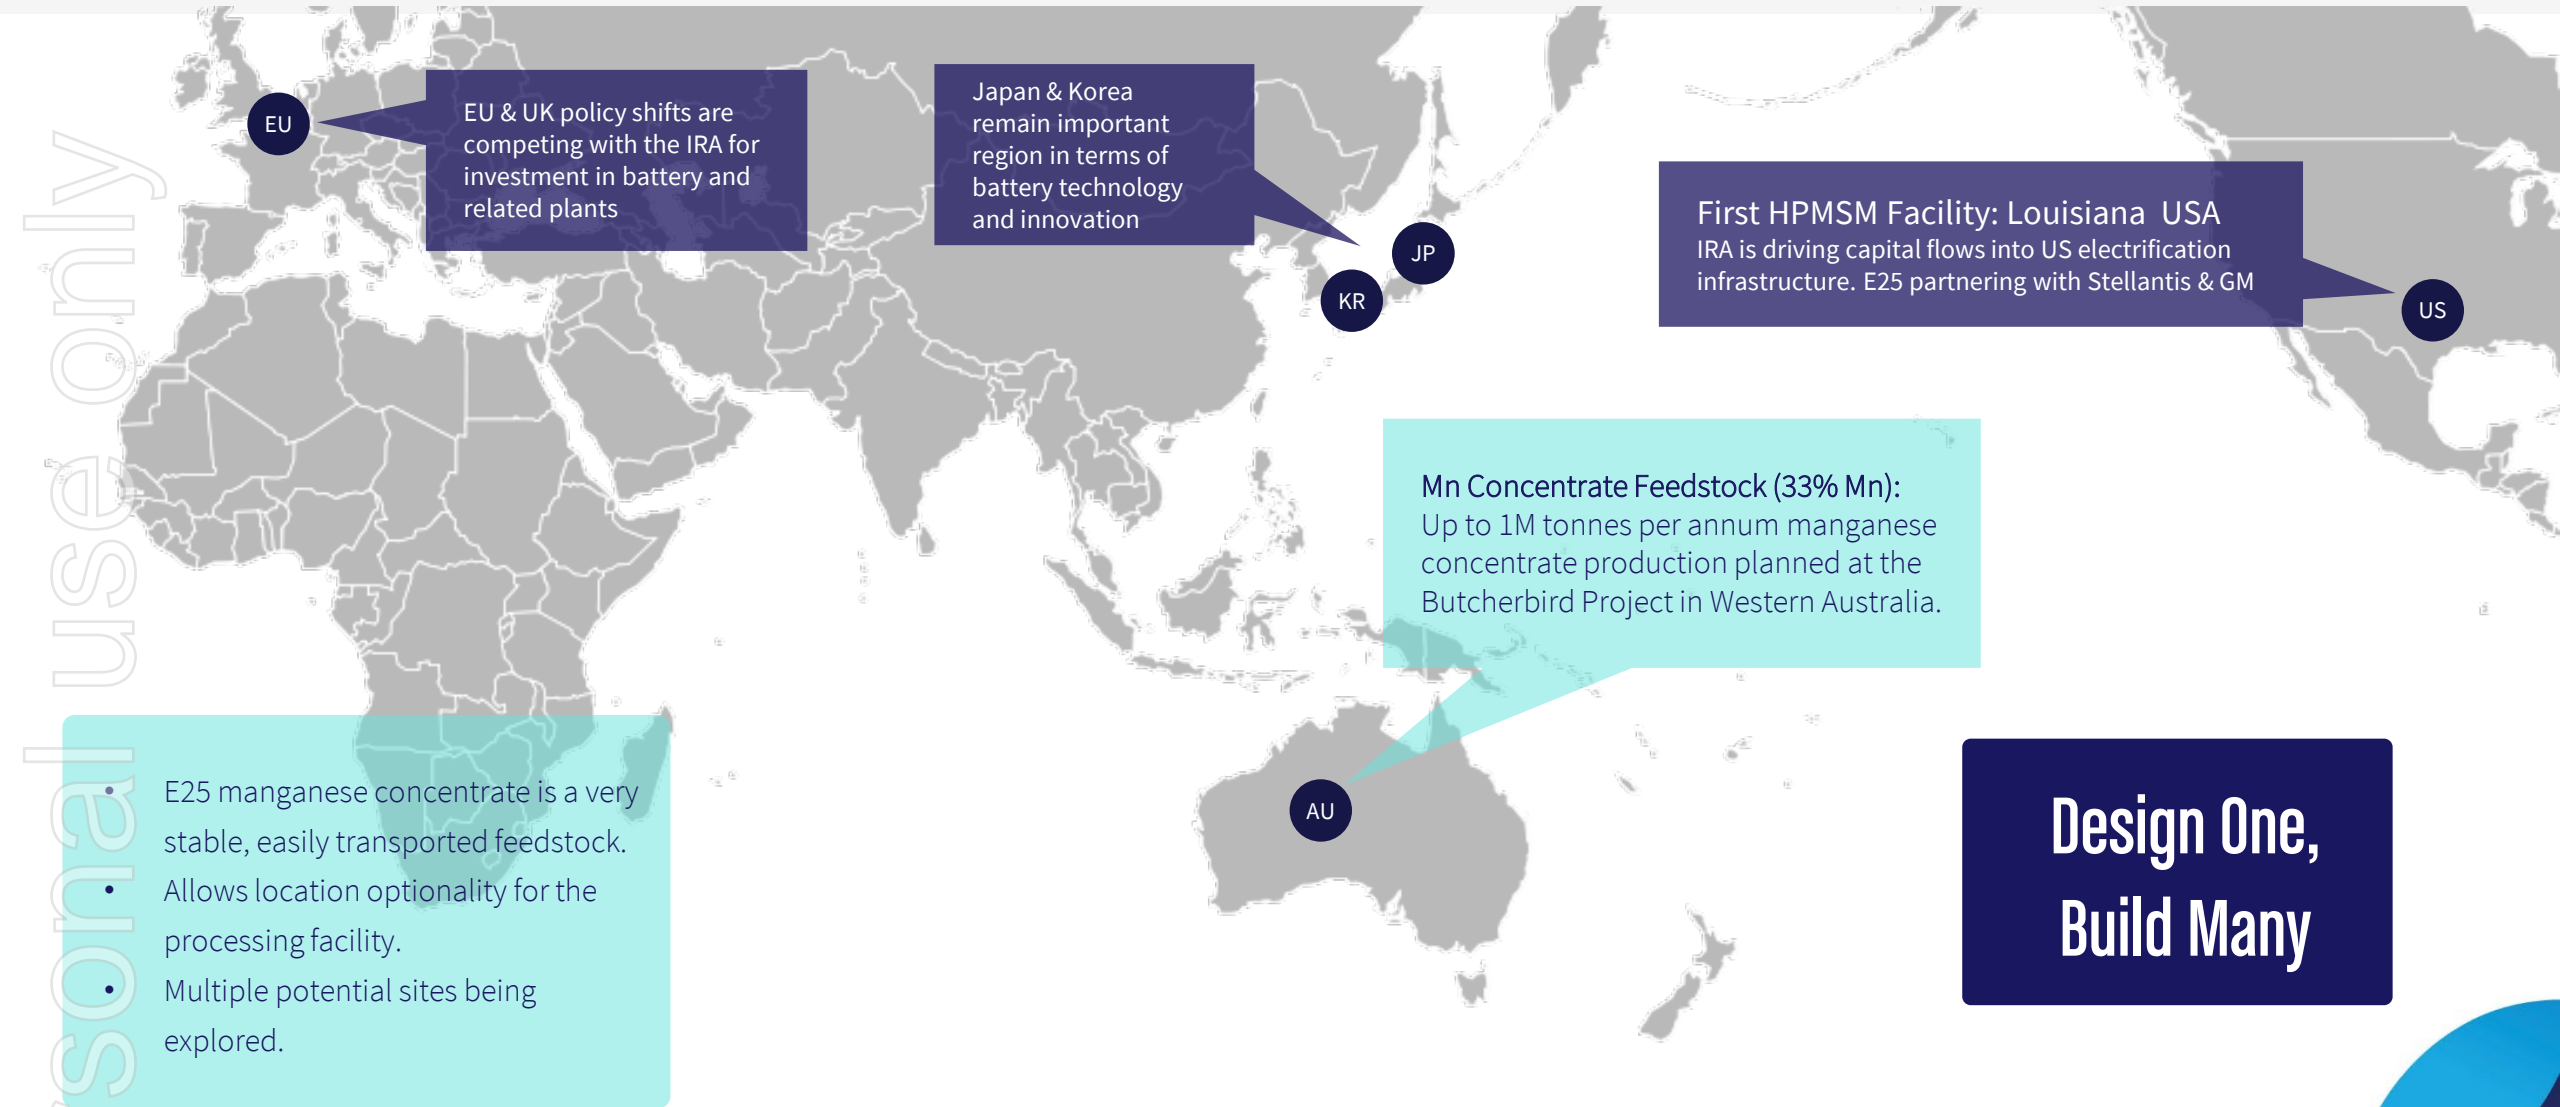 EU
EU & UK policy shifts are
competing with the IRA for
investment in battery and
related plants
Japan & Korea
remain important
region in terms of
battery technology
and innovation
JP
KR
First HPMSM Facility: Louisiana USA
IRA is driving capital flows into US electrification
infrastructure. E25 partnering with Stellantis & GM
US
Mn Concentrate Feedstock (33% Mn):
Up to 1M tonnes per annum manganese
concentrate production planned at the
Butcherbird Project in Western Australia.
AU
• E25 manganese concentrate is a very
stable, easily transported feedstock.
• Allows location optionality for the
processing facility.
• Multiple potential sites being
explored.
Design One,
Build Many
sonal use only